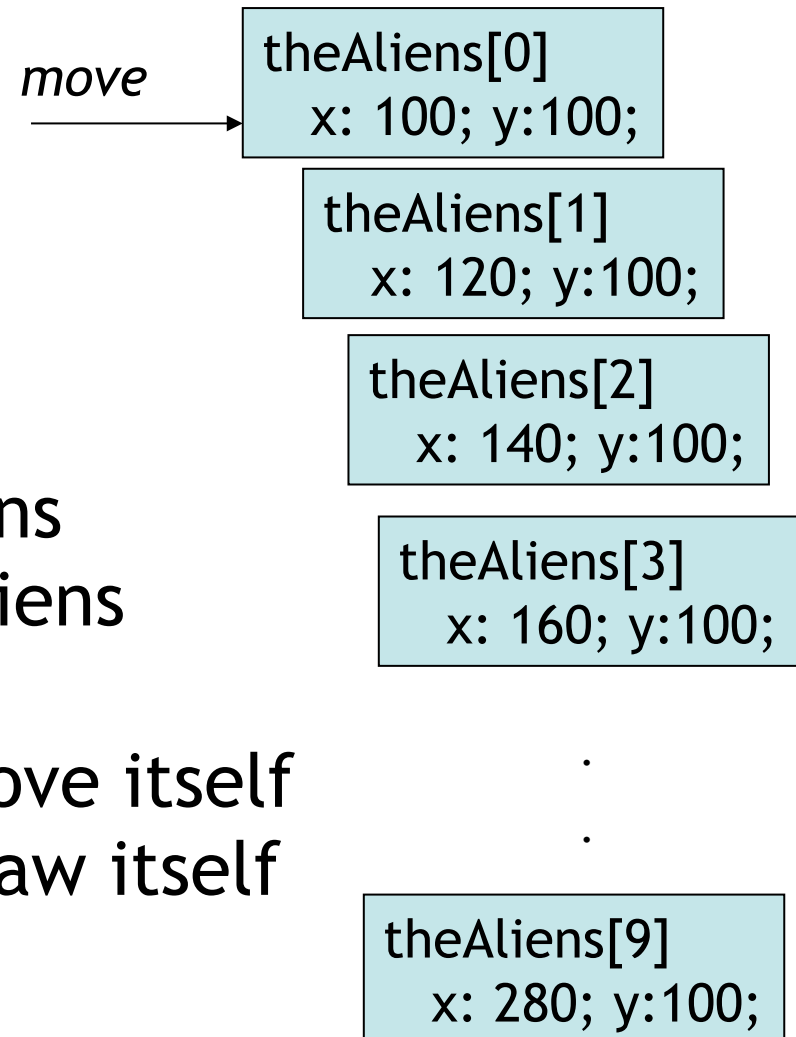 move
theAliens[0]
x: 100; y:100;
theAliens[1]
x: 120; y:100;
theAliens[2]
x: 140; y:100;
ns
iens
theAliens[3]
x: 160; y:100;
ove itself
aw itself
.
.
theAliens[9]
x: 280; y:100;